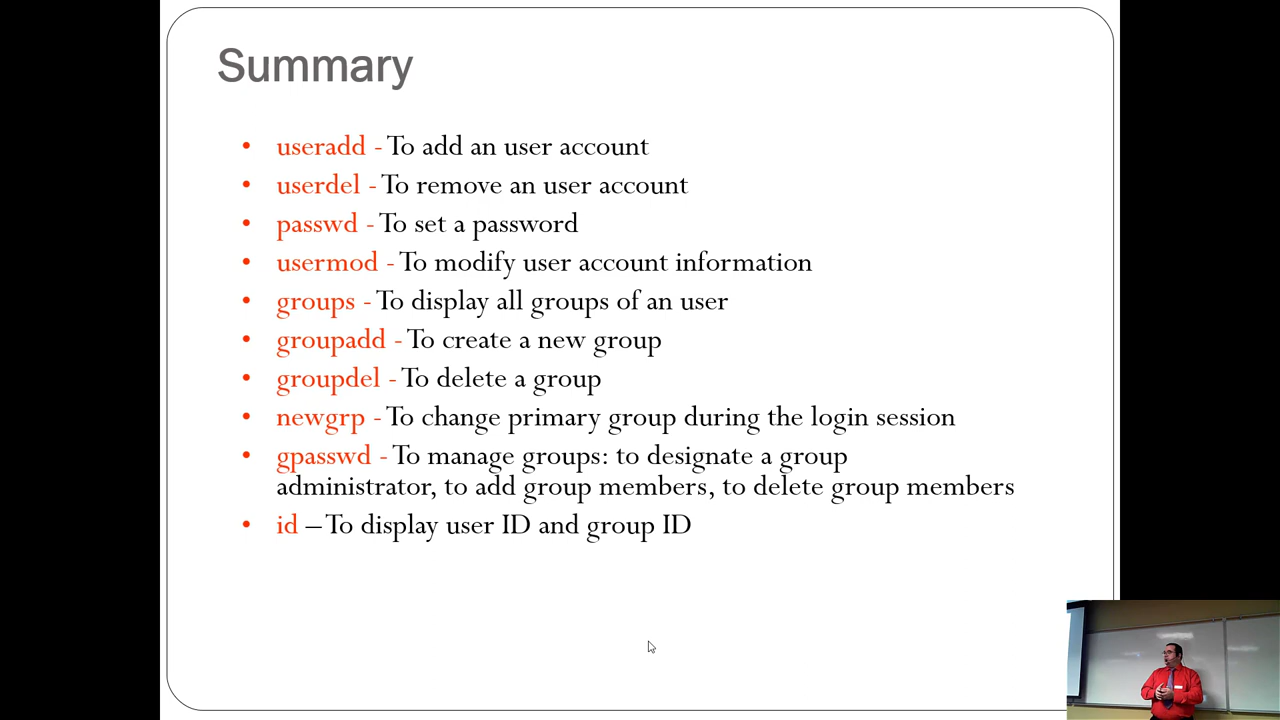 Summary
• useradd - To add an user account
• userdel - To remove an user account
• passwd - To set a password
• usermod - To modify user account information
• groups - To display all groups of an user
• groupadd - To create a new group
• groupdel - To delete a group
• newgrp - To change primary group during the login session
• gpasswd - To manage groups: to designate a group
administrator, to add group members, to delete group members
• id – To display user ID and group ID